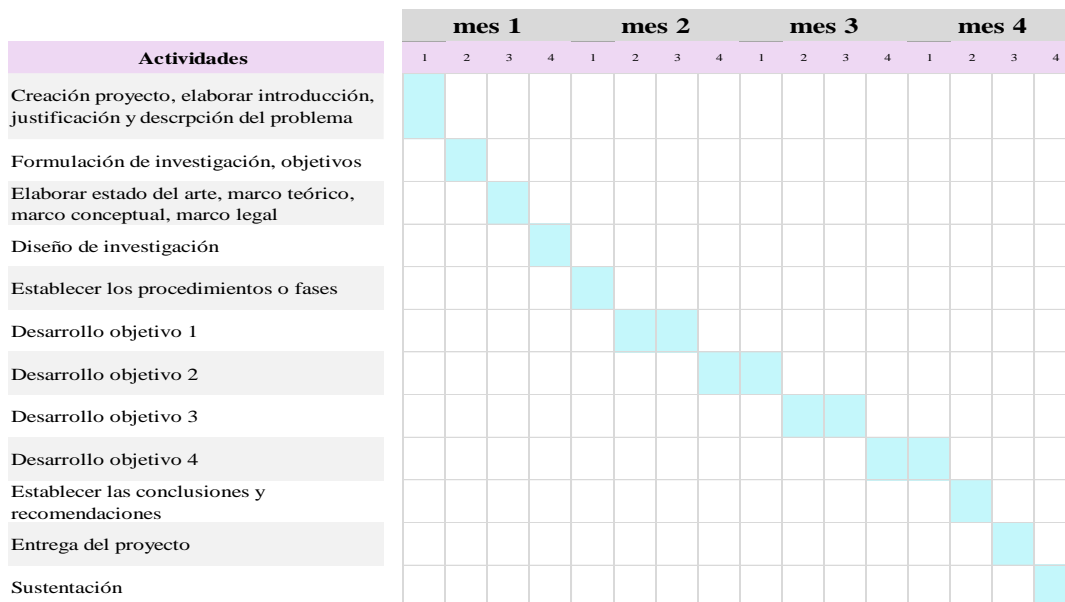 mes 1 mes 2 mes 3 mes 4
Actividades 1 2 3 4 1 2 3 4 1 2 3 4 1 2 3 4
Creación proyecto, elaborar introducción,
justificación y descrpción del problema
Formulación de investigación, objetivos
Elaborar estado del arte, marco teórico,
marco conceptual, marco legal
Diseño de investigación
Establecer los procedimientos o fases
Desarrollo objetivo 1
Desarrollo objetivo 2
Desarrollo objetivo 3
Desarrollo objetivo 4
Establecer las conclusiones y
recomendaciones
Entrega del proyecto
Sustentación